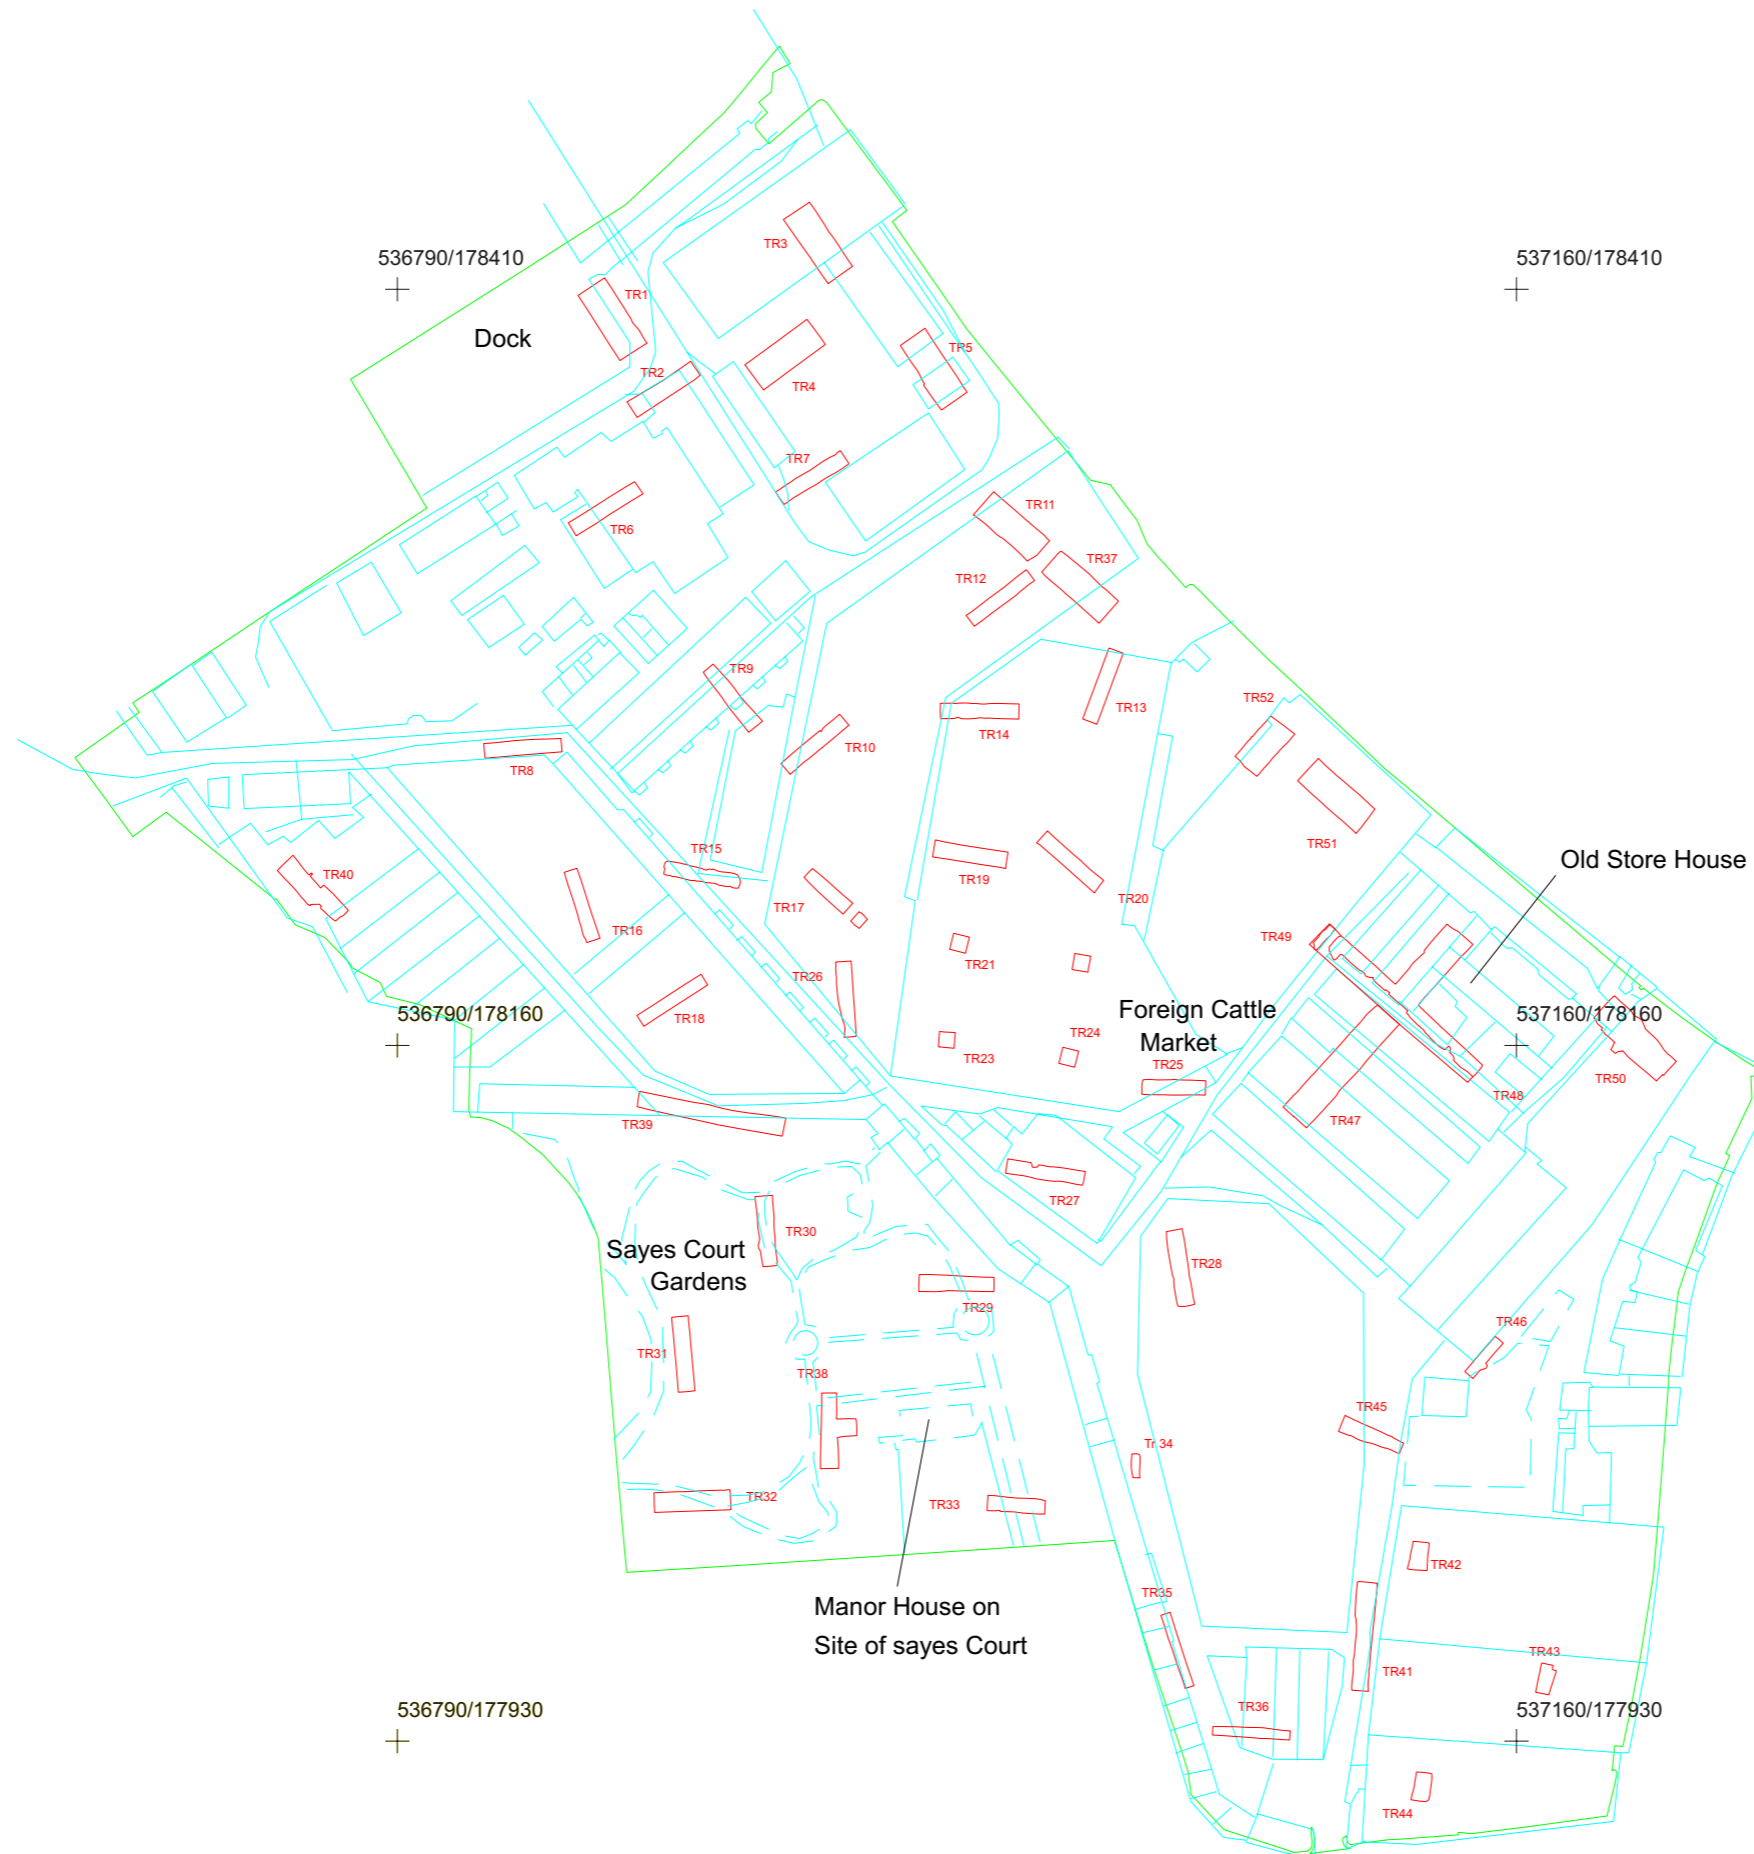 TR3
536790/178410
537160/178410
TR1
Dock
TR5
TR2
TR4
TR7
TR11
TR6
TR37
TR12
TR9
TR52
TR13
TR14
TR10
TR8
TR51
TR15
Old Store House
TR40
TR19
TR20
TR17
TR16
TR49
TR21
TR26
Foreign Cattle
Market
536790/178160
537160/178160
TR18
TR24
TR23
TR25
TR50
TR48
TR39
TR47
TR27
TR30
Sayes Court
Gardens
TR28
TR29
TR46
TR31
TR38
TR45
Tr 34
TR32
TR33
TR42
TR35
Manor House on
Site of sayes Court
TR43
TR41
536790/177930
TR36
537160/177930
TR44